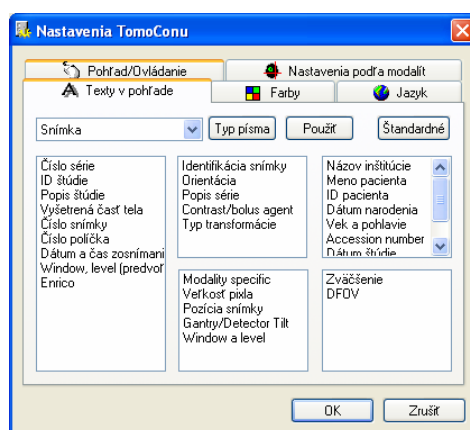 Nastavenia TomoConu
Pohľad/Ovládanie
Nastavenia podľa modalít
Texty v pohľade
Farby
Jazyk
Snímka
Typ písma
Použiť
Štandardné
Číslo série
ID štúdie
Popis štúdie
Vyšetrená časť tela
Číslo snímky
Číslo políčka
Dátum a čas zosnímani
Window, level (predvoľ
Enrico
Identifikácia snímky
Orientácia
Popis série
Contrast/bolus agent
Typ transformácie
Názov inštitúcie
Meno pacienta
ID pacienta
Dátum narodenia
Vek a pohlavie
Accession number
Dátum štúdie
Modality specific
Veľkosť pixla
Pozícia snímky
Gantry/Detector Tilt
Window a level
Zväčšenie
DFOV
OK
Zrušiť